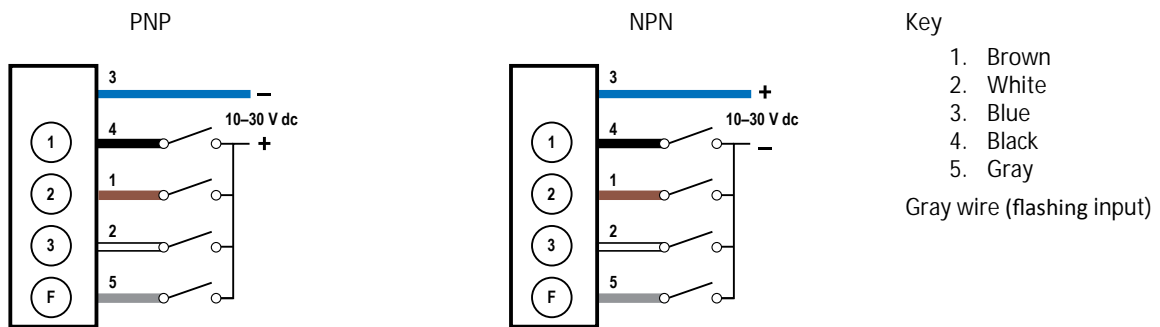 PNP
3
–
10–30 V dc
1
4
+
2
1
3
2
F
5
NPN
3
+
10–30 V dc
1
4
–
2
1
3
2
F
5
Key
1. Brown
2. White
3. Blue
4. Black
5. Gray
Gray wire (flashing input)